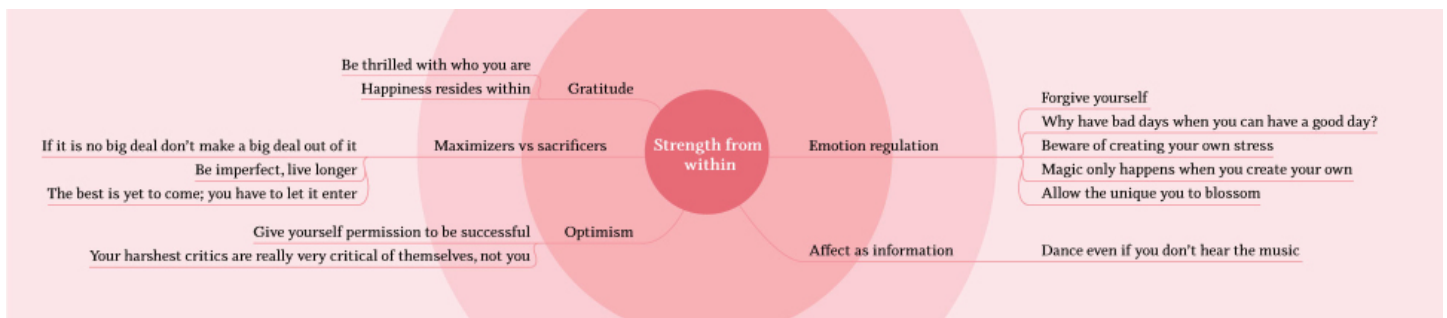 Strength from
within
Gratitude
Be thrilled with who you are
Happiness resides within
Maximizers vs sacrificers
If it is no big deal don't make a big deal out of it
Be imperfect, live longer
The best is yet to come; you have to let it enter
Optimism
Give yourself permission to be successful
Your harshest critics are really very critical of themselves, not you
Emotion regulation
Forgive yourself
Why have bad days when you can have a good day?
Beware of creating your own stress
Magic only happens when you create your own
Allow the unique you to blossom
Affect as information
Dance even if you don't hear the music